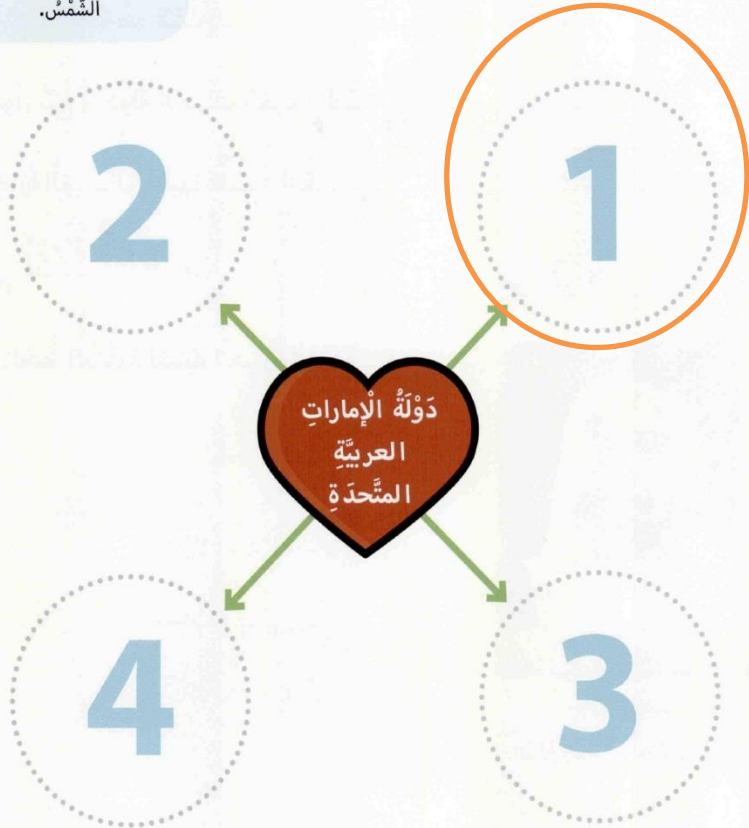 الشَّمْسُ.
1
2
دَوْلَةُ الْإماراتِ
العربيَّةِ
المتَّحدَةِ
3
4